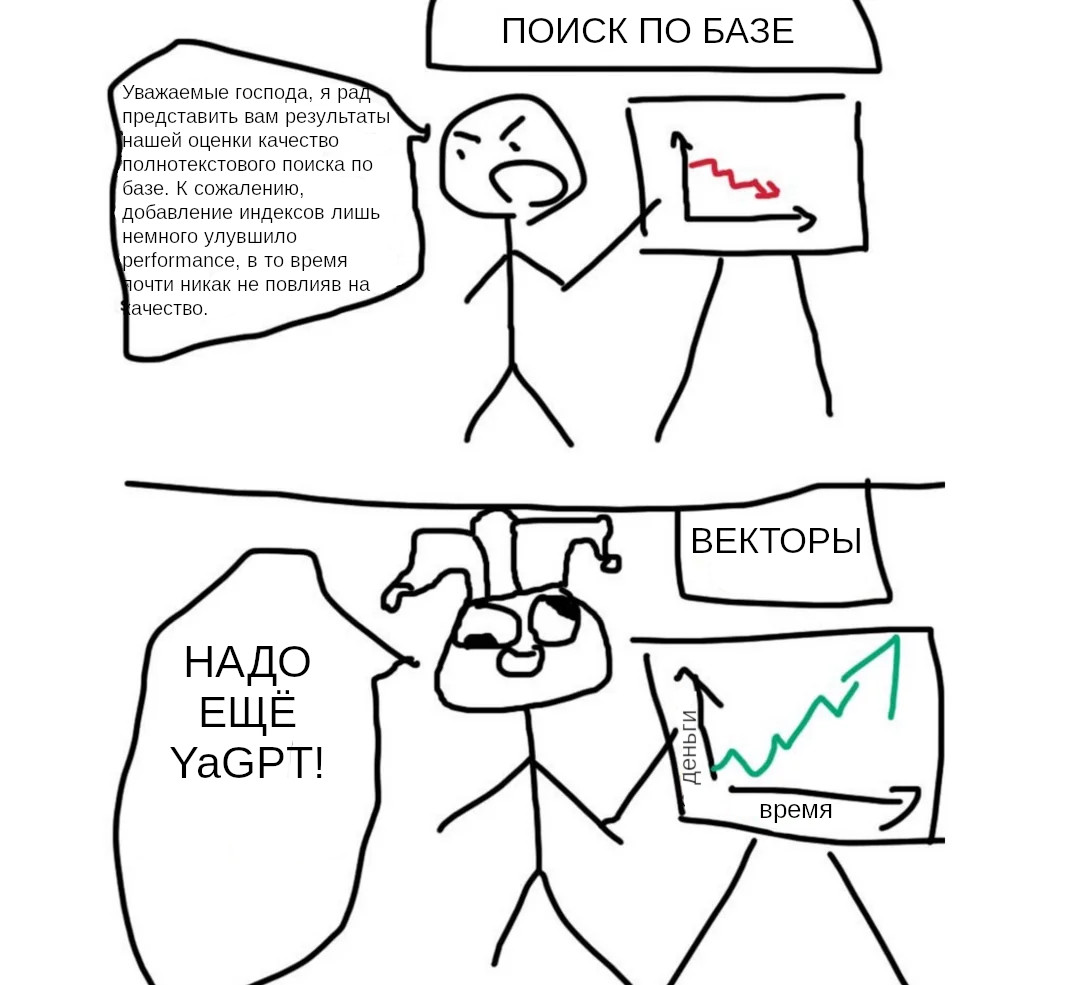 ПОИСК ПО БАЗЕ
Уважаемые господа, я рад
представить вам результаты
нашей оценки качество
полнотекстового поиска по
базе. К сожалению,
добавление индексов лишь
немного улувшило
performance, в то время
почти никак не повлияв на
качество.
ВЕКТОРЫ
НАДО
ЕЩЁ
YaGPT!
деньги
время